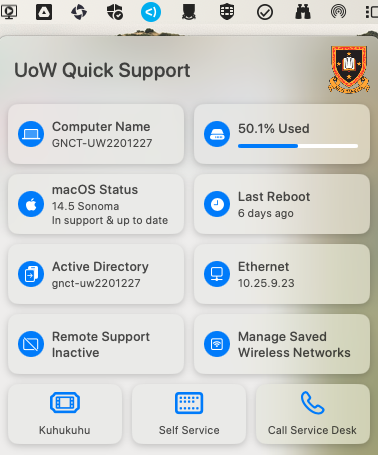 UoW Quick Support
Computer Name
GNCT-UW2201227
50.1% Used
macOS Status
14.5 Sonoma
In support & up to date
Last Reboot
6 days ago
Active Directory
gnct-uw2201227
Ethernet
10.25.9.23
Remote Support
Inactive
Manage Saved
Wireless Networks
Kuhukuhu
Self Service
Call Service Desk